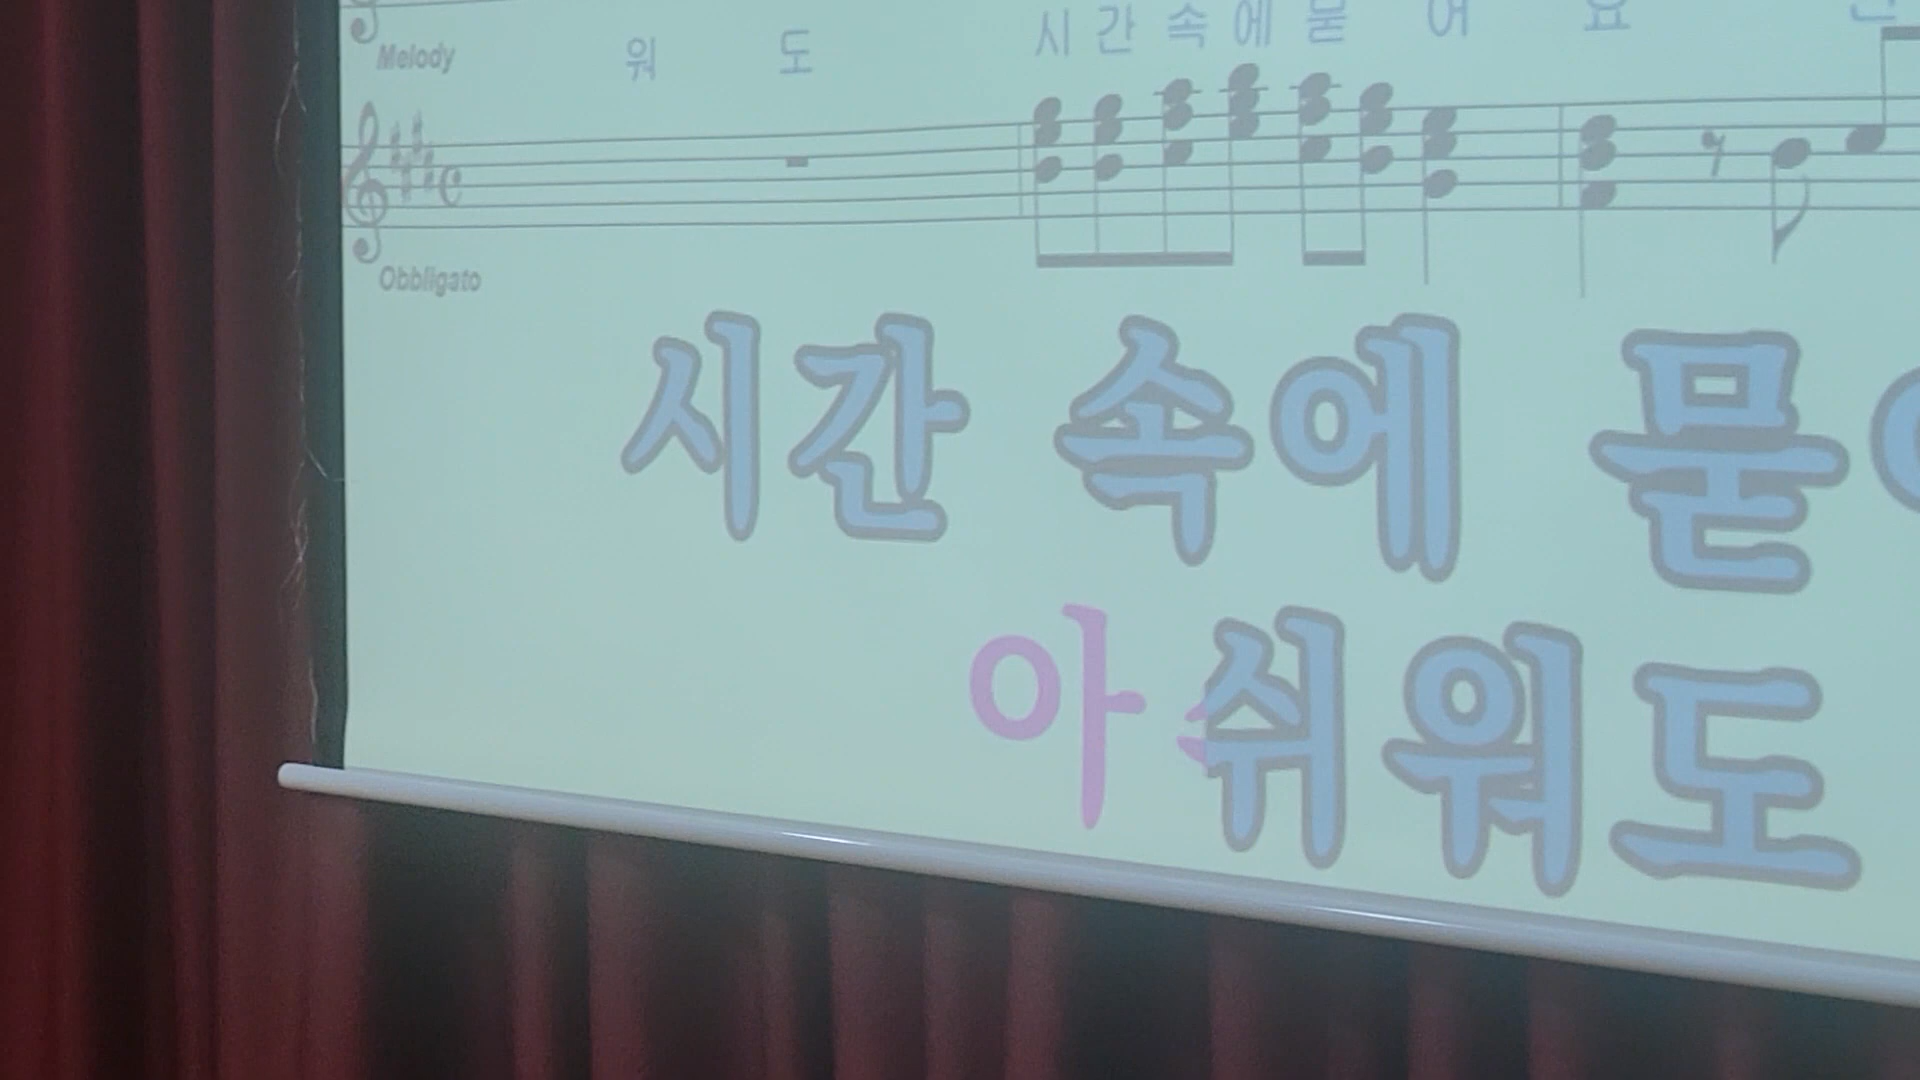 Melody
워 도 시 간 속 에 묻 어 요
Obbligato
시간 속에 묻
아쉬워도